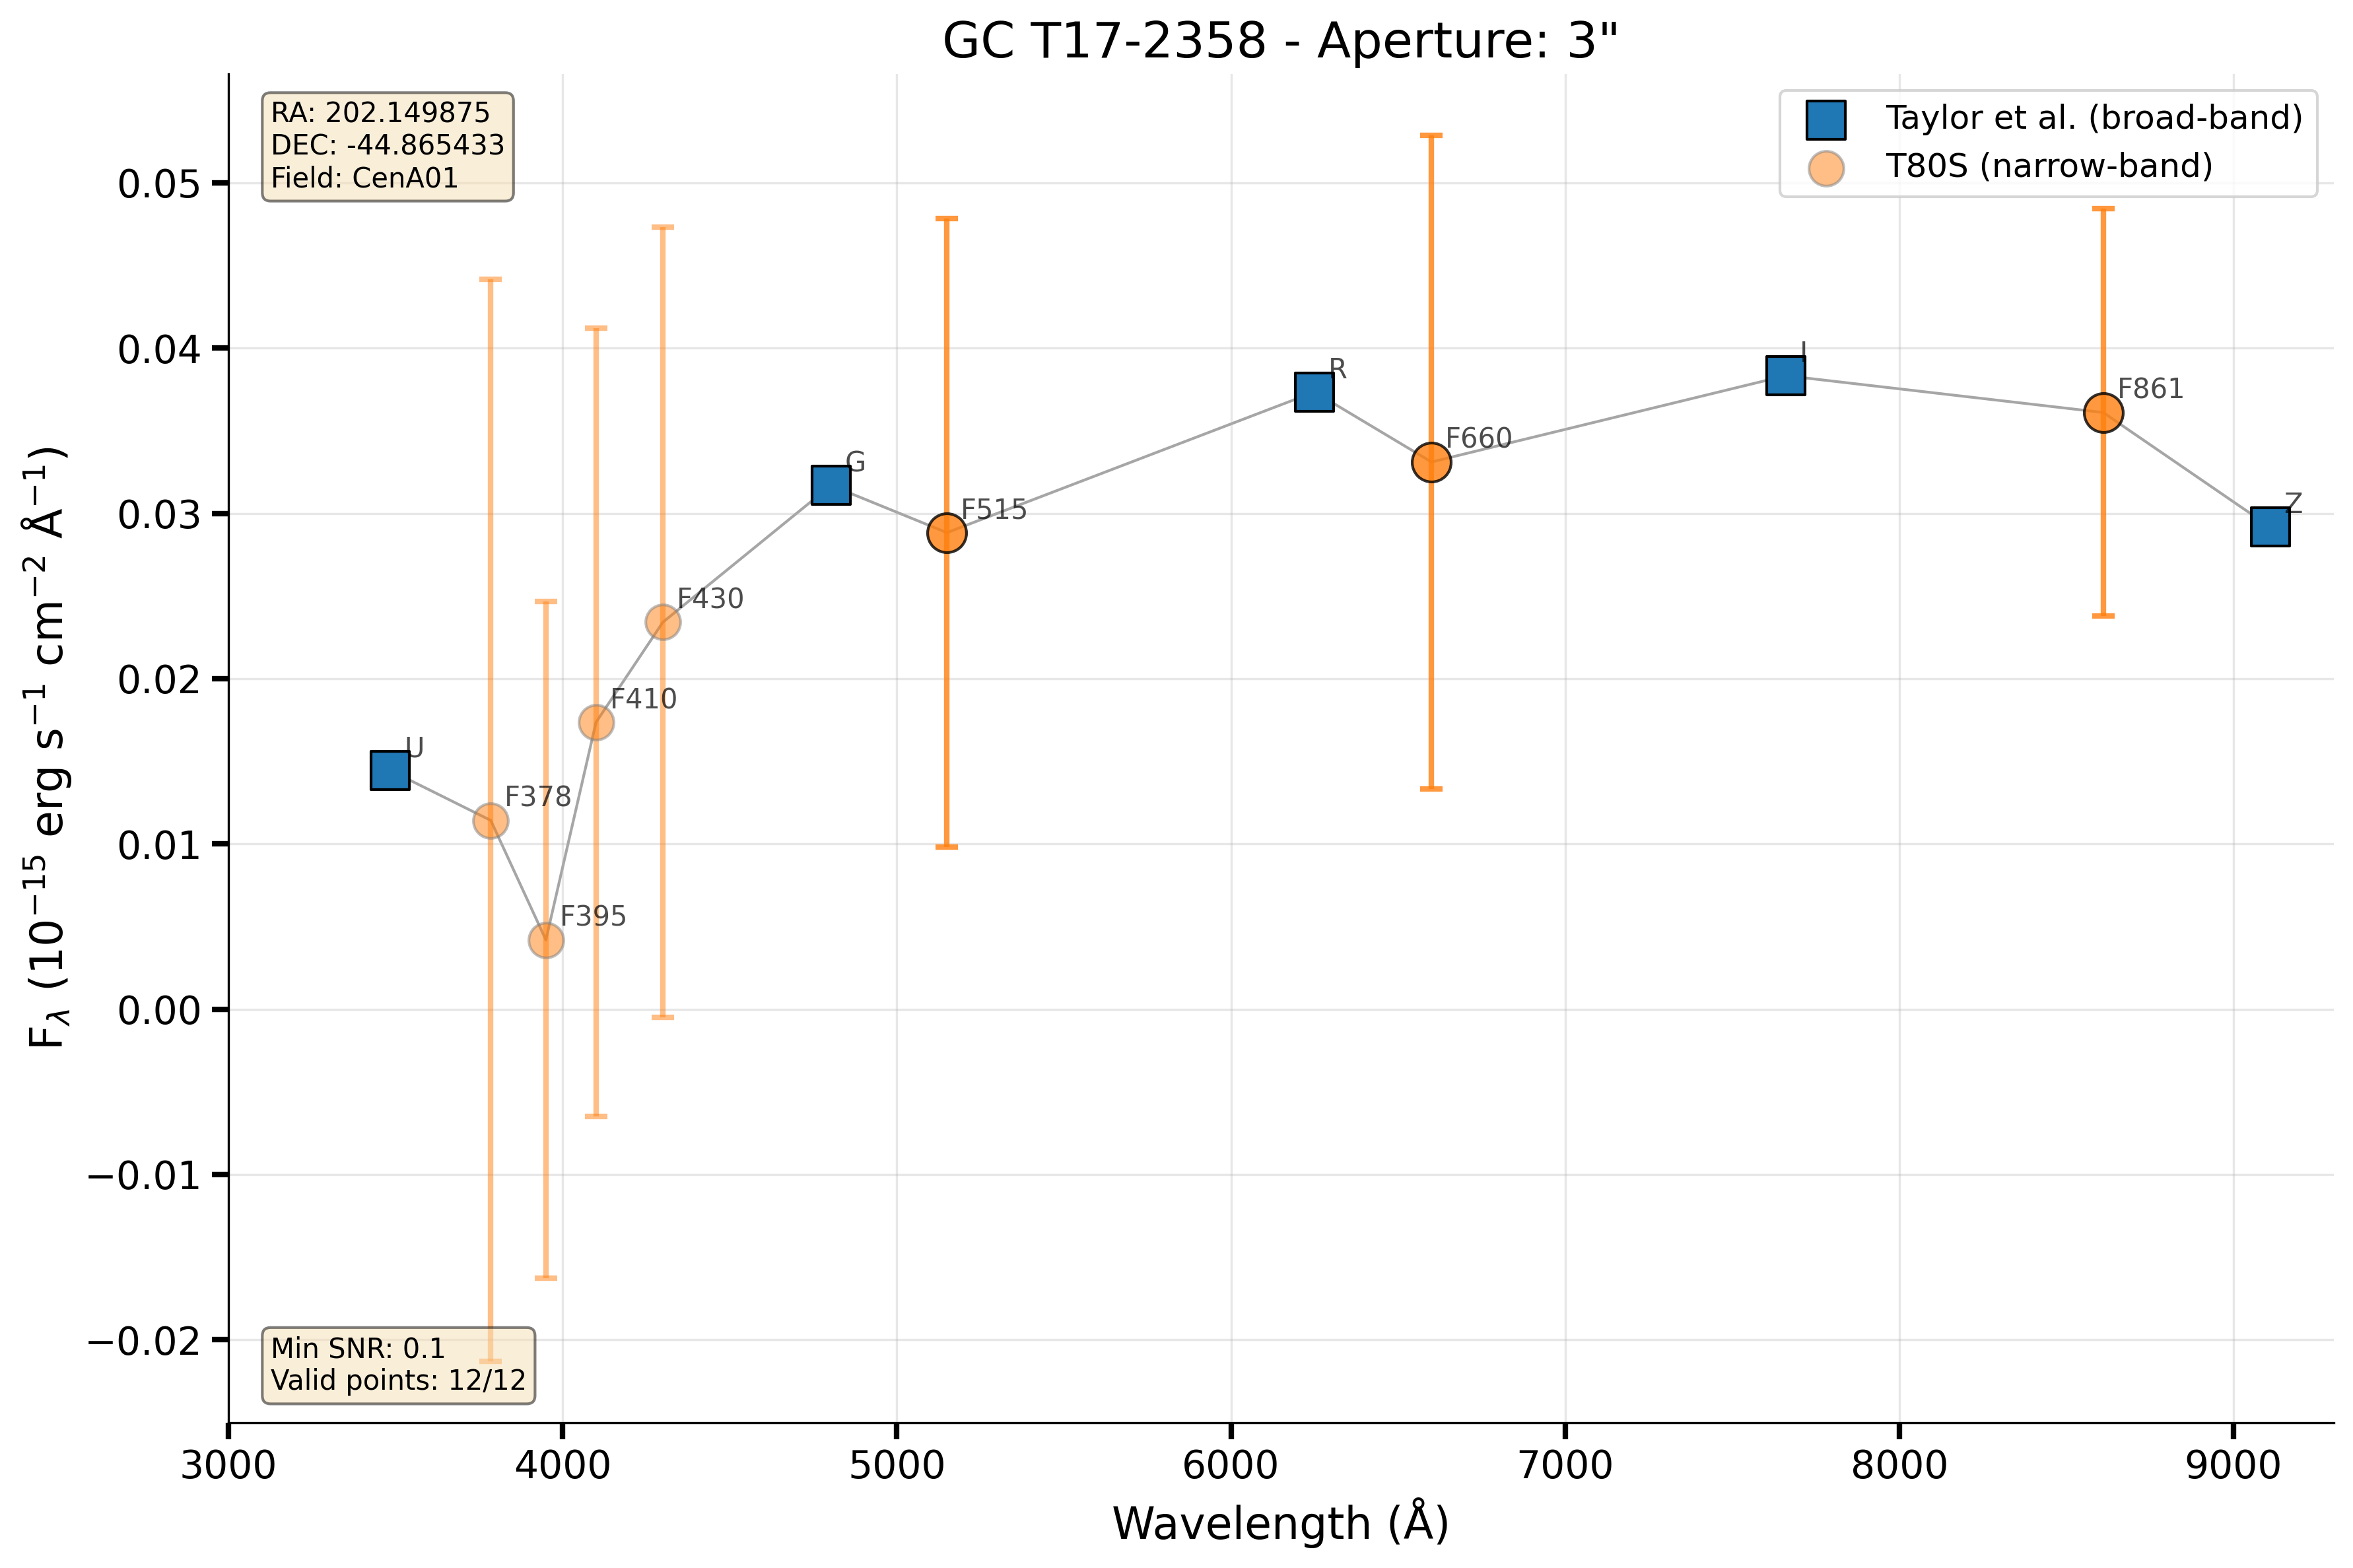 GC T17-2358 - Aperture: 3"
RA: 202.149875
DEC: -44.865433
Field: CenA01
Taylor et al. (broad-band)
T80S (narrow-band)
0.05
0.04
0.03
0.02
0.01
0.00
−0.01
−0.02
F_λ (10⁻¹⁵ erg s⁻¹ cm⁻² Å⁻¹)
U
F378
F395
F410
F430
G
F515
R
F660
I
F861
Z
Min SNR: 0.1
Valid points: 12/12
3000 4000 5000 6000 7000 8000 9000
Wavelength (Å)